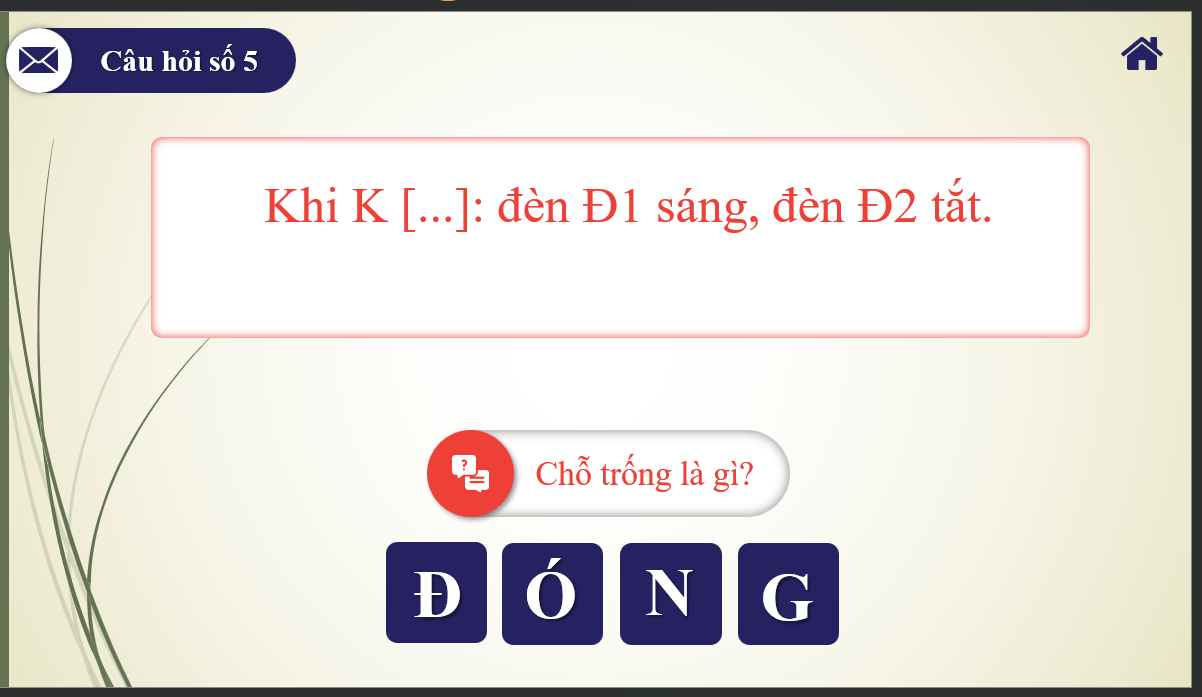 Câu hỏi số 5
Khi K [...]: đèn Đ1 sáng, đèn Đ2 tắt.
?
Chỗ trống là gì?
Đ Ó N G